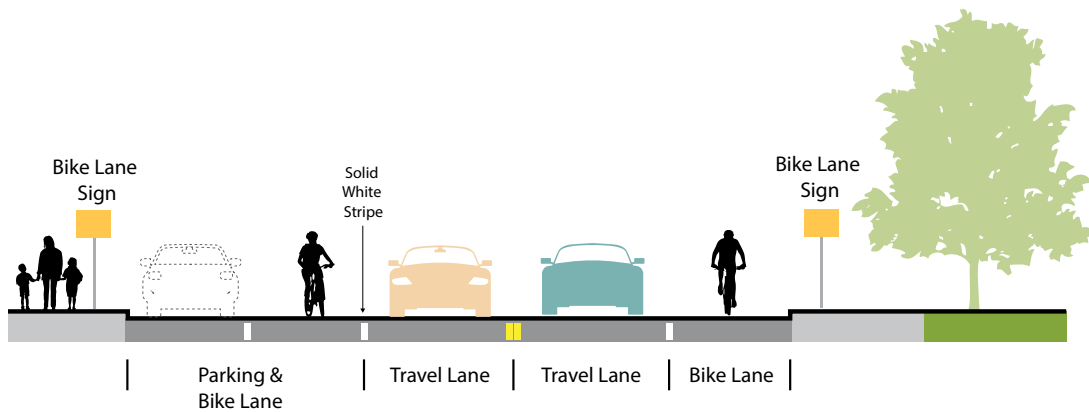 Bike Lane
Sign
Solid
White
Stripe
Bike Lane
Sign
Parking &
Bike Lane
Travel Lane
Travel Lane
Bike Lane